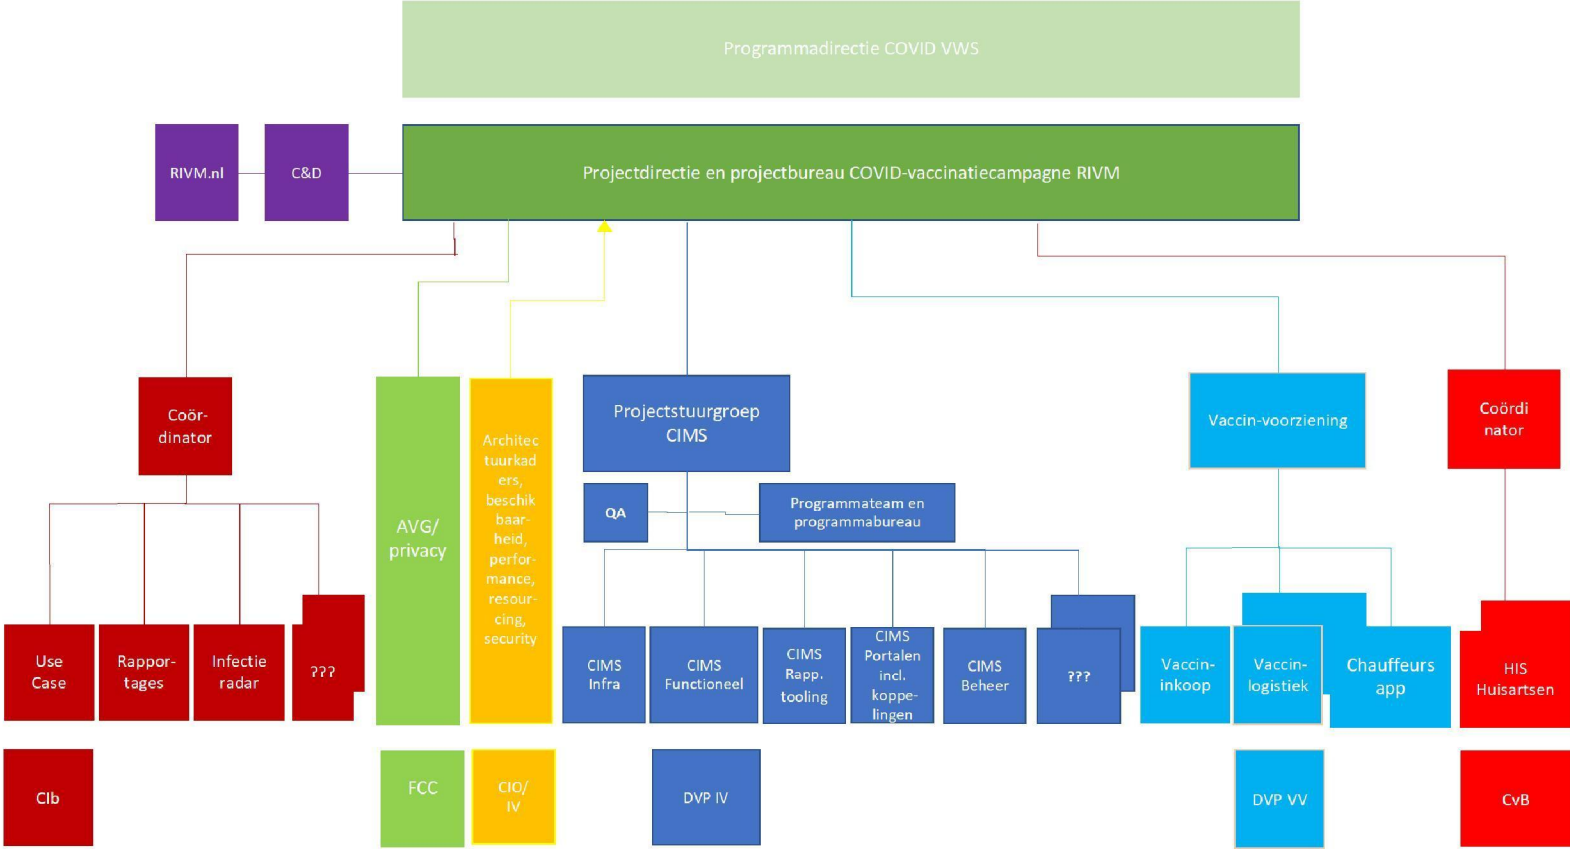 Programmadirectie COVID VWS
RIVM.nl
C&D
Projectdirectie en projectbureau COVID-vaccinatiecampagne RIVM
Coör-
dinator
AVG/
privacy
Architec
tuurkad
ers,
beschik
baar-
heid,
perfor-
mance,
resour-
cing,
security
Projectstuurgroep
CIMS
QA
Programmateam en
programmabureau
Vaccin-voorziening
Coördi
nator
Use
Case
Rappor-
tages
Infectie
radar
???
CIMS
Infra
CIMS
Functioneel
CIMS
Rapp.
tooling
CIMS
Portalen
incl.
koppe-
lingen
CIMS
Beheer
???
Vaccin-
inkoop
Vaccin-
logistiek
Chauffeurs
app
HIS
Huisartsen
CIb
FCC
CIO/
IV
DVP IV
DVP VV
CvB